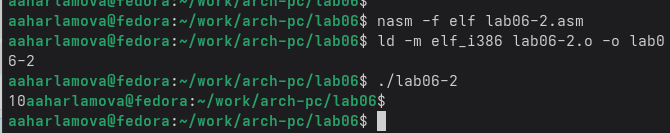 aaharlamova@fedora:~/work/arch-pc/lab06$ nasm -f elf lab06-2.asm
aaharlamova@fedora:~/work/arch-pc/lab06$ ld -m elf_i386 lab06-2.o -o lab0
6-2
aaharlamova@fedora:~/work/arch-pc/lab06$ ./lab06-2
10aaharlamova@fedora:~/work/arch-pc/lab06$
aaharlamova@fedora:~/work/arch-pc/lab06$